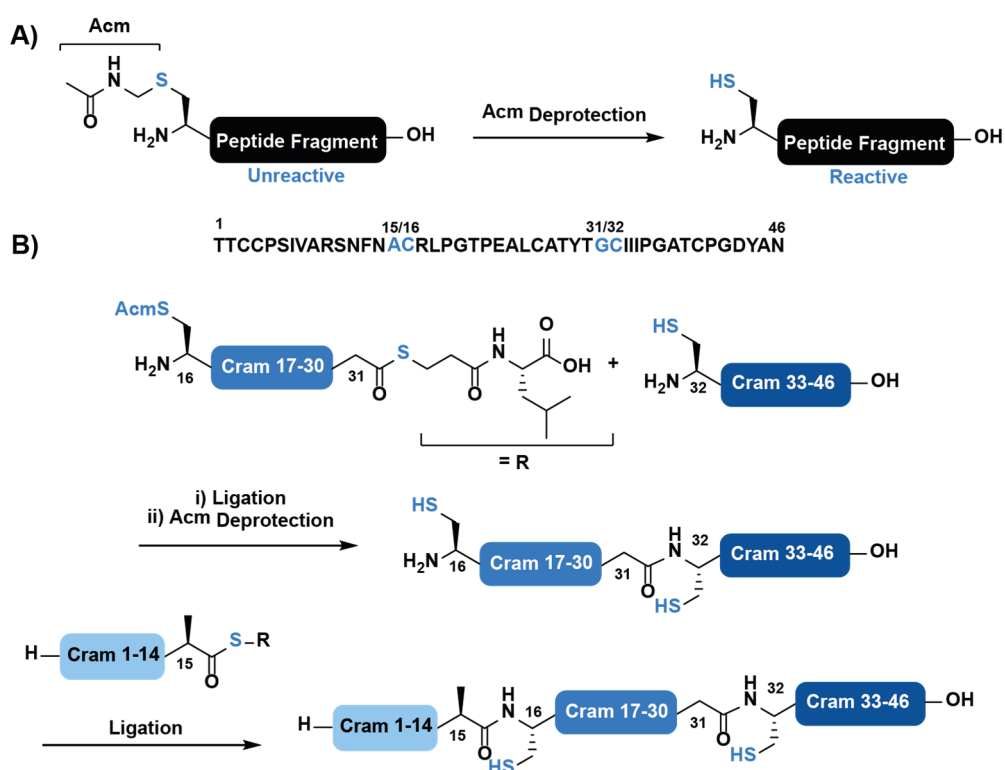 A)
Acm
H
N
S
O
H₂N
Peptide Fragment
OH
Unreactive
Acm Deprotection
HS
H₂N
Peptide Fragment
OH
Reactive
B)
1 15/16 31/32 46
TTCCPSIVARSNFNACRLPGTPEALCATYTGCIIIPGATCPGDYAN
AcmS
H₂N
16
Cram 17-30
31
O
S
O
H
N
O
OH
= R
+
HS
H₂N
32
Cram 33-46
OH
i) Ligation
ii) Acm Deprotection
HS
H₂N
16
Cram 17-30
31
O
H
N
32
HS
Cram 33-46
OH
H
Cram 1-14
15
O
S–R
Ligation
H
Cram 1-14
15
O
H
N
16
HS
Cram 17-30
31
O
H
N
32
HS
Cram 33-46
OH